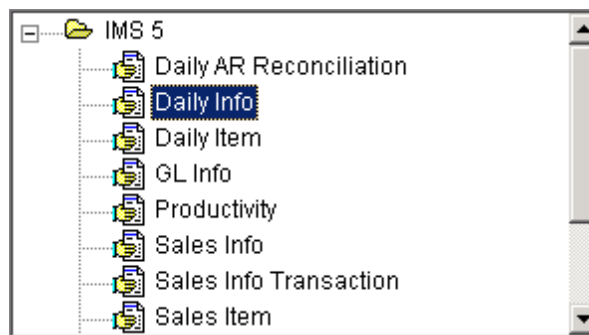 IMS 5
Daily AR Reconciliation
Daily Info
Daily Item
GL Info
Productivity
Sales Info
Sales Info Transaction
Sales Item